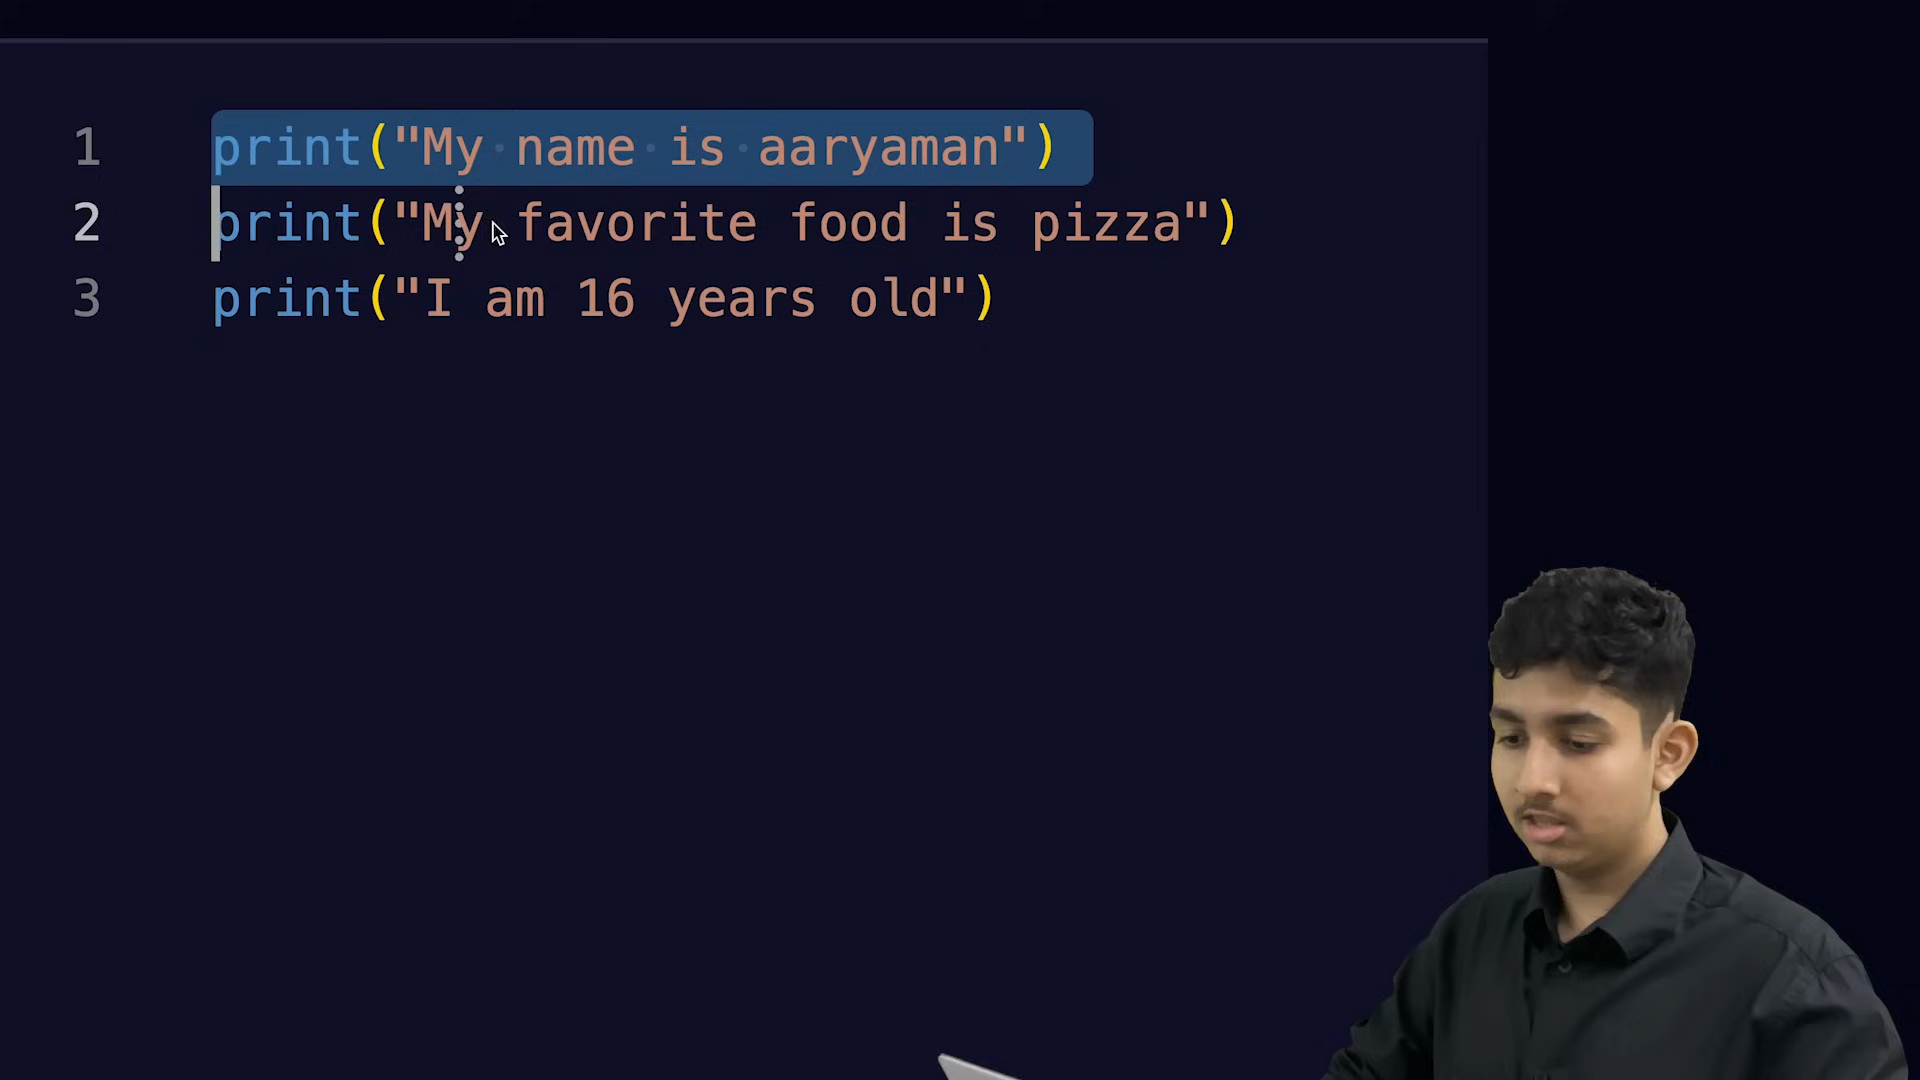 1 print("My name is aaryaman")
2 print("My favorite food is pizza")
3 print("I am 16 years old")